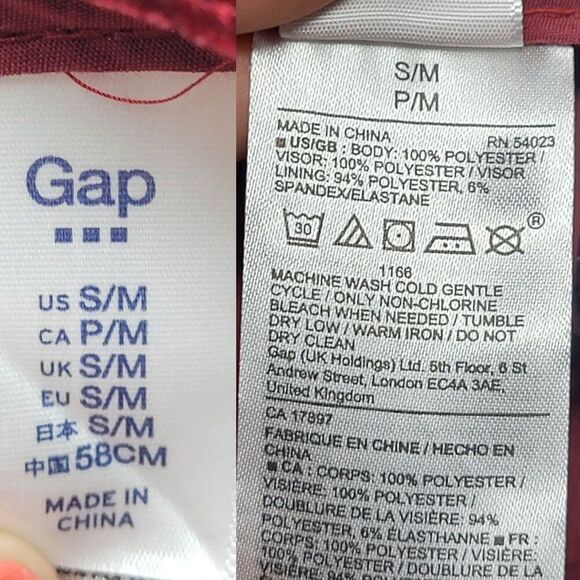 Gap
US S/M
CA P/M
UK S/M
EU S/M
日本 S/M
中国 58CM
MADE IN
CHINA
S/M
P/M
MADE IN CHINA RN 54023
US/GB : BODY: 100% POLYESTER /
VISOR: 100% POLYESTER / VISOR
LINING: 94% POLYESTER, 6%
SPANDEX/ELASTANE
30
®
1166
MACHINE WASH COLD GENTLE
CYCLE / ONLY NON-CHLORINE
BLEACH WHEN NEEDED / TUMBLE
DRY LOW / WARM IRON / DO NOT
DRY CLEAN
Gap (UK Holdings) Ltd. 5th Floor, 6 St
Andrew Street, London EC4A 3AE,
United Kingdom
CA 17897
FABRIQUE EN CHINE / HECHO EN
CHINA
CA : CORPS: 100% POLYESTER /
VISIÈRE: 100% POLYESTER /
DOUBLURE DE LA VISIÈRE: 94%
POLYESTER, 6% ÉLASTHANNE FR :
CORPS: 100% POLYESTER / VISIÈRE:
100% POLYESTER / DOUBLURE DE LA
VISIÈRE: 94% POLYESTER, 6%